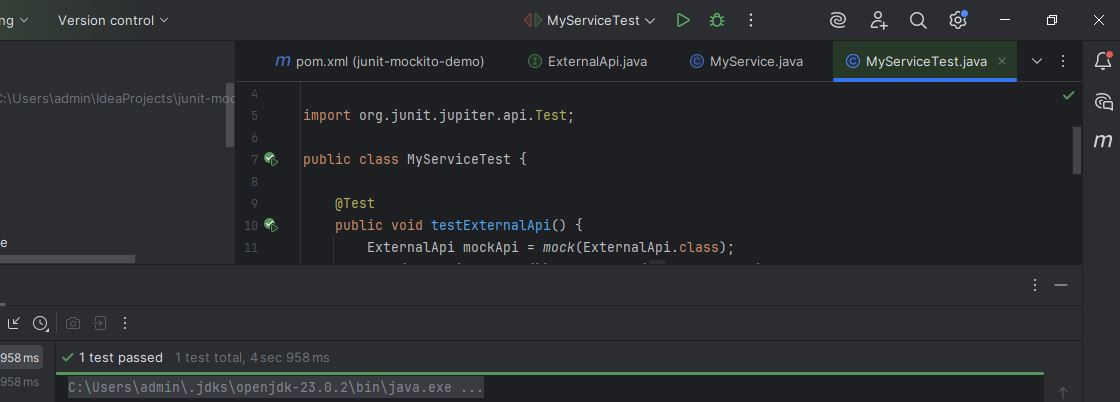 ng
Version control
MyServiceTest
pom.xml (junit-mockito-demo)
ExternalApi.java
MyService.java
MyServiceTest.java
C:\Users\admin\IdeaProjects\junit-moc
4
5 import org.junit.jupiter.api.Test;
6
7 public class MyServiceTest {
8
9 @Test
10 public void testExternalApi() {
11 ExternalApi mockApi = mock(ExternalApi.class);
e
958 ms
1 test passed 1 test total, 4 sec 958 ms
958 ms
C:\Users\admin\.jdks\openjdk-23.0.2\bin\java.exe ...